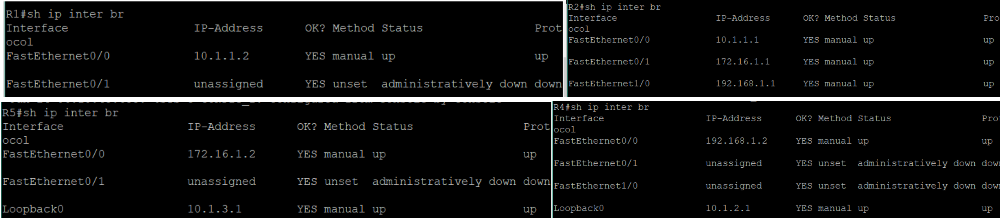 R1#sh ip inter br
Interface IP-Address OK? Method Status Prot
ocol
FastEthernet0/0 10.1.1.2 YES manual up up
FastEthernet0/1 unassigned YES unset administratively down down
R2#sh ip inter br
Interface IP-Address OK? Method Status Pro
ocol
FastEthernet0/0 10.1.1.1 YES manual up up
FastEthernet0/1 172.16.1.1 YES manual up up
FastEthernet1/0 192.168.1.1 YES manual up up
R5#sh ip inter br
Interface IP-Address OK? Method Status Prot
ocol
FastEthernet0/0 172.16.1.2 YES manual up up
FastEthernet0/1 unassigned YES unset administratively down down
Loopback0 10.1.3.1 YES manual up up
R4#sh ip inter br
Interface IP-Address OK? Method Status Prot
ocol
FastEthernet0/0 192.168.1.2 YES manual up up
FastEthernet0/1 unassigned YES unset administratively down down
FastEthernet1/0 unassigned YES unset administratively down down
Loopback0 10.1.2.1 YES manual up up